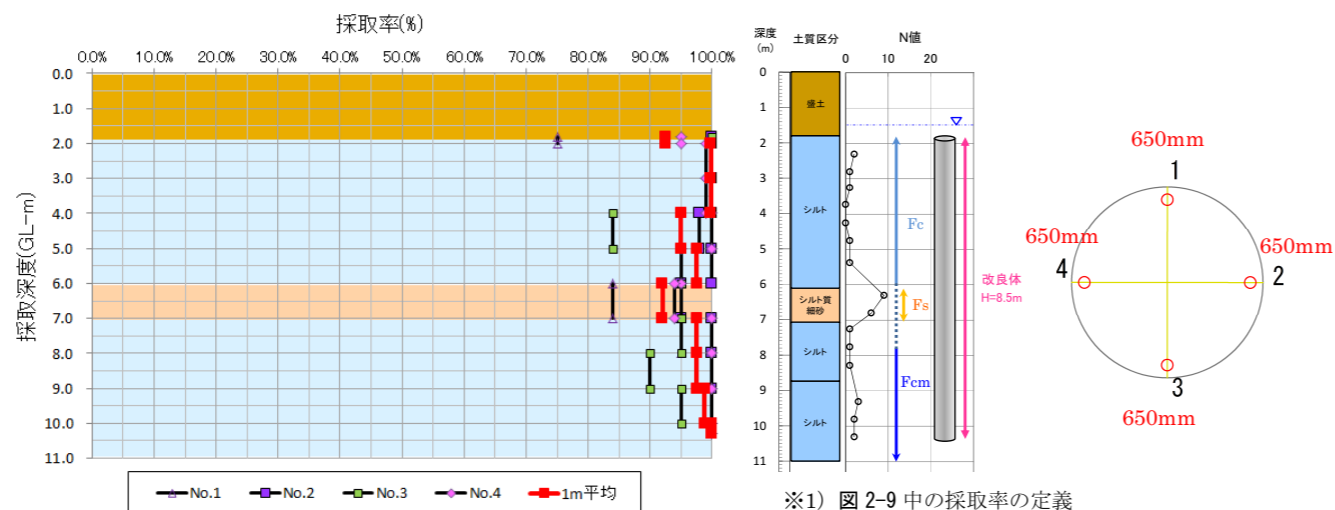 採取率(%)
0.0% 10.0% 20.0% 30.0% 40.0% 50.0% 60.0% 70.0% 80.0% 90.0% 100.0%
採取深度(GL-m)
0.0
1.0
2.0
3.0
4.0
5.0
6.0
7.0
8.0
9.0
10.0
11.0
No.1 No.2 No.3 No.4 1m平均
深度
(m)
土質区分
N値
0 10 20
0
1
2
3
4
5
6
7
8
9
10
11
盛土
シルト
シルト質
細砂
シルト
シルト
Fc
Fs
Fcm
改良体
H=8.5m
650mm
1
650mm
4
650mm
2
3
650mm
※1) 図 2-9 中の採取率の定義